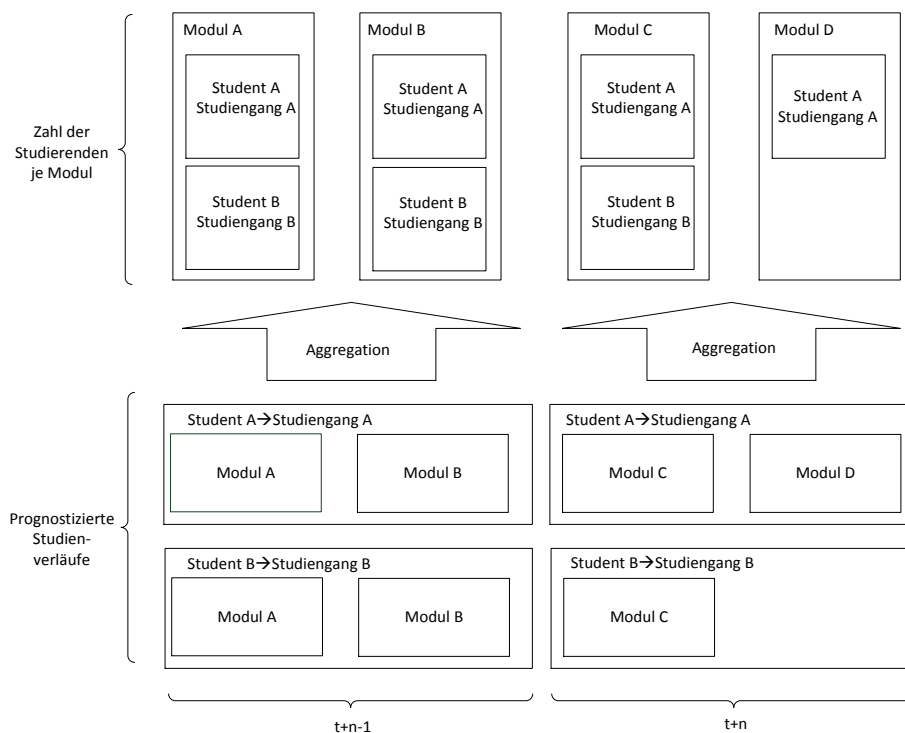 Modul A
Modul B
Modul C
Modul D
Student A
Studiengang A
Student A
Studiengang A
Student A
Studiengang A
Student A
Studiengang A
Zahl der
Studierenden
je Modul
Student B
Studiengang B
Student B
Studiengang B
Student B
Studiengang B
Aggregation
Aggregation
Prognostizierte
Studien-
verläufe
Student A→Studiengang A
Student A→Studiengang A
Modul A
Modul B
Modul C
Modul D
Student B→Studiengang B
Student B→Studiengang B
Modul A
Modul B
Modul C
t+n-1
t+n